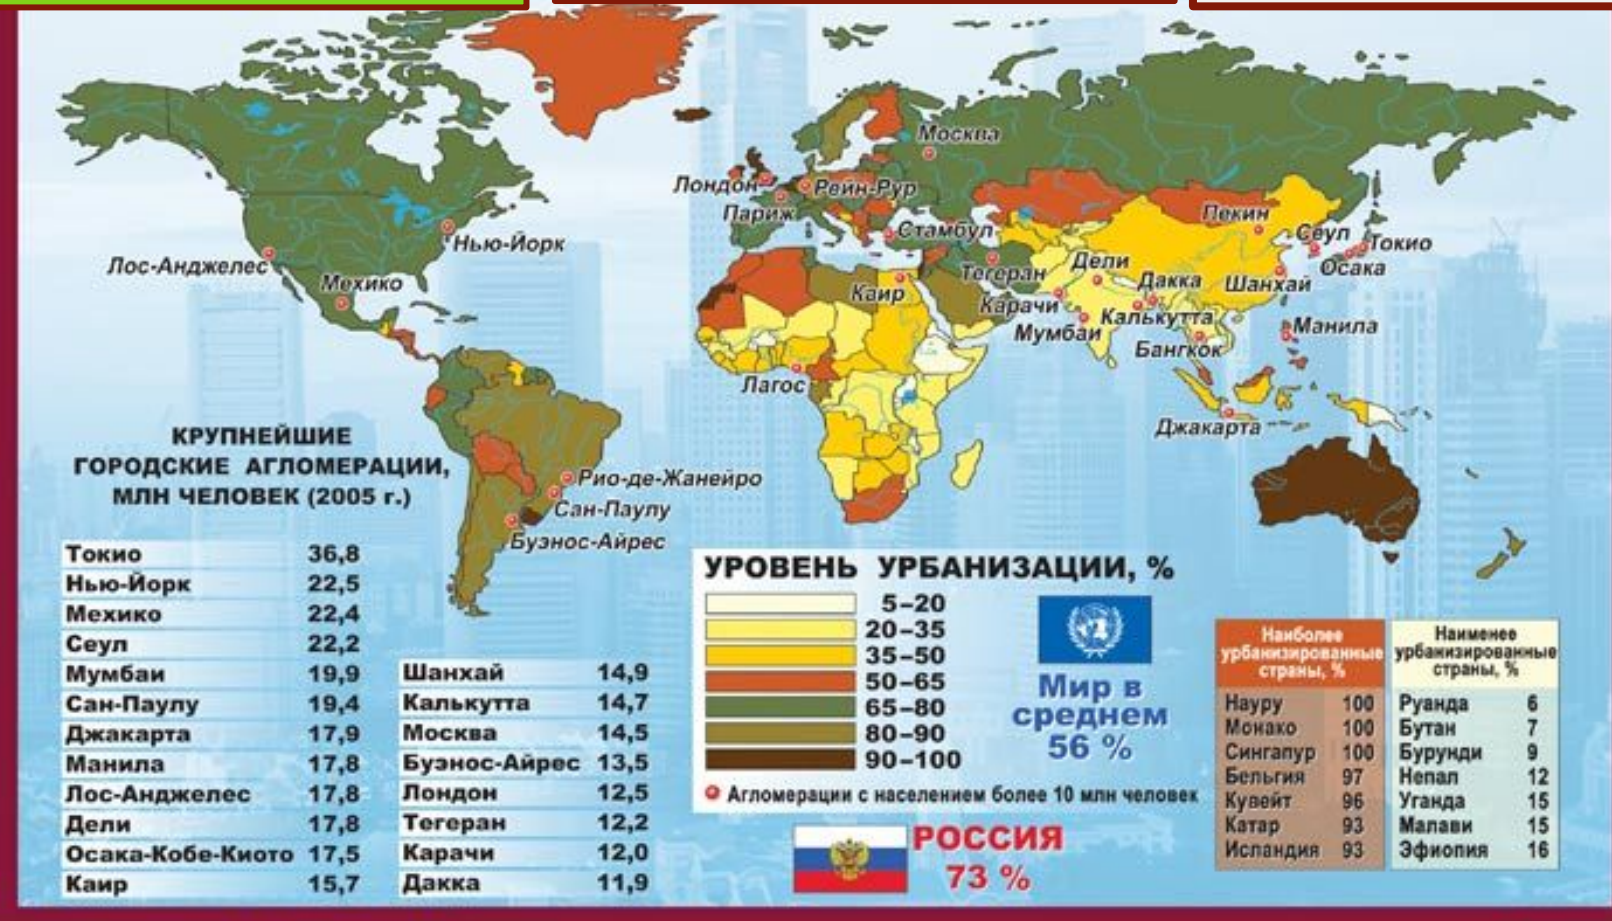 Москва
Лондон
Рейн-Рур
Париж
Стамбул
Пекин
Сеул
Токио
Осака
Нью-Йорк
Лос-Анджелес
Мехико
Тегеран
Дели
Дакка
Шанхай
Каир
Карачи
Калькутта
Мумбаи
Манила
Бангкок
Лагос
Джакарта
Рио-де-Жанейро
Сан-Паулу
Буэнос-Айрес
КРУПНЕЙШИЕ
ГОРОДСКИЕ АГЛОМЕРАЦИИ,
МЛН ЧЕЛОВЕК (2005 г.)
Токио 36,8
Нью-Йорк 22,5
Мехико 22,4
Сеул 22,2
Мумбаи 19,9
Сан-Паулу 19,4
Джакарта 17,9
Манила 17,8
Лос-Анджелес 17,8
Дели 17,8
Осака-Кобе-Киото 17,5
Каир 15,7
Шанхай 14,9
Калькутта 14,7
Москва 14,5
Буэнос-Айрес 13,5
Лондон 12,5
Тегеран 12,2
Карачи 12,0
Дакка 11,9
УРОВЕНЬ УРБАНИЗАЦИИ, %
5–20
20–35
35–50
50–65
65–80
80–90
90–100
Агломерации с населением более 10 млн человек
Мир в
среднем
56 %
РОССИЯ
73 %
Наиболее
урбанизированные
страны, %
Науру 100
Монако 100
Сингапур 100
Бельгия 97
Кувейт 96
Катар 93
Исландия 93
Наименее
урбанизированные
страны, %
Руанда 6
Бутан 7
Бурунди 9
Непал 12
Уганда 15
Малави 15
Эфиопия 16